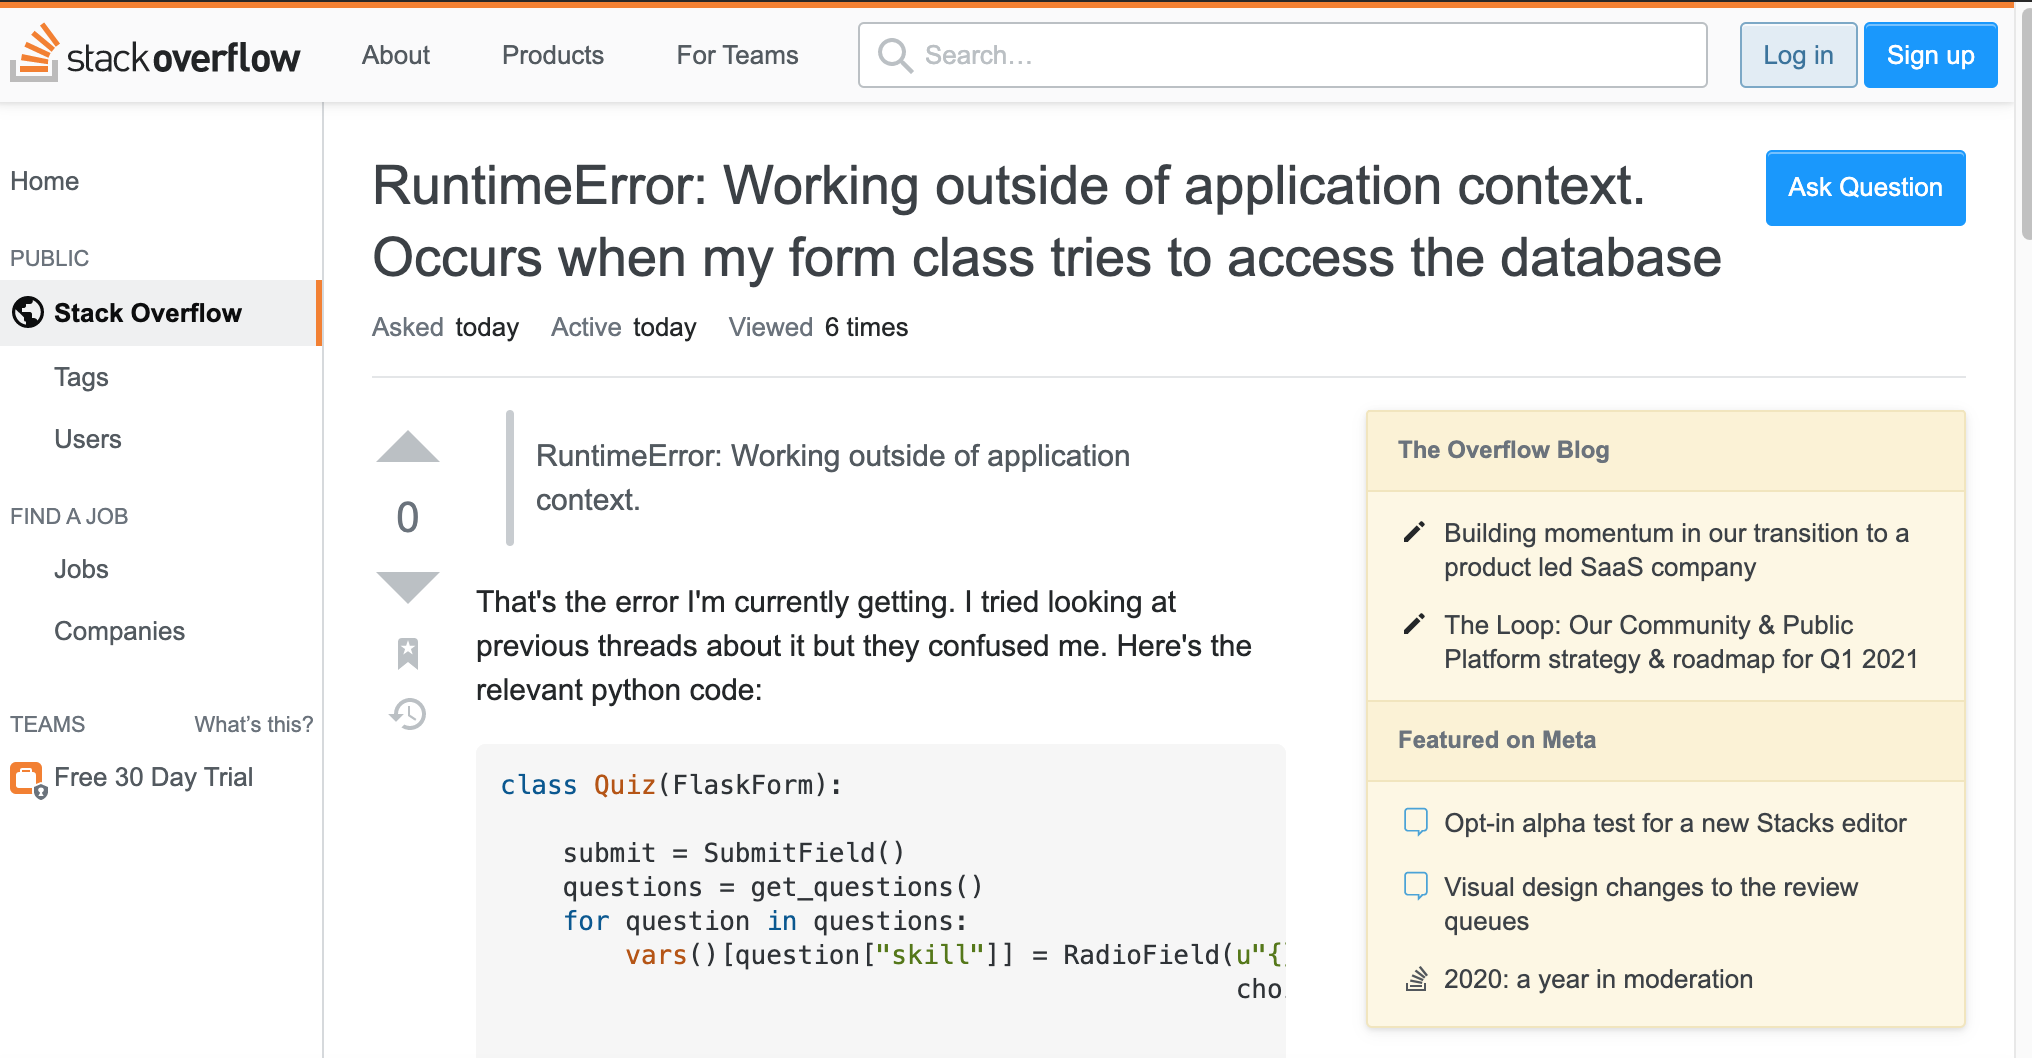 stack overflow
About
Products
For Teams
Search…
Log in
Sign up
Home
PUBLIC
Stack Overflow
Tags
Users
FIND A JOB
Jobs
Companies
TEAMS
What's this?
Free 30 Day Trial
RuntimeError: Working outside of application context.
Occurs when my form class tries to access the database
Ask Question
Asked today Active today Viewed 6 times
0
RuntimeError: Working outside of application
context.
That's the error I'm currently getting. I tried looking at
previous threads about it but they confused me. Here's the
relevant python code:
class Quiz(FlaskForm):
    submit = SubmitField()
    questions = get_questions()
    for question in questions:
        vars()[question["skill"]] = RadioField(u"{
cho
The Overflow Blog
Building momentum in our transition to a
product led SaaS company
The Loop: Our Community & Public
Platform strategy & roadmap for Q1 2021
Featured on Meta
Opt-in alpha test for a new Stacks editor
Visual design changes to the review
queues
2020: a year in moderation